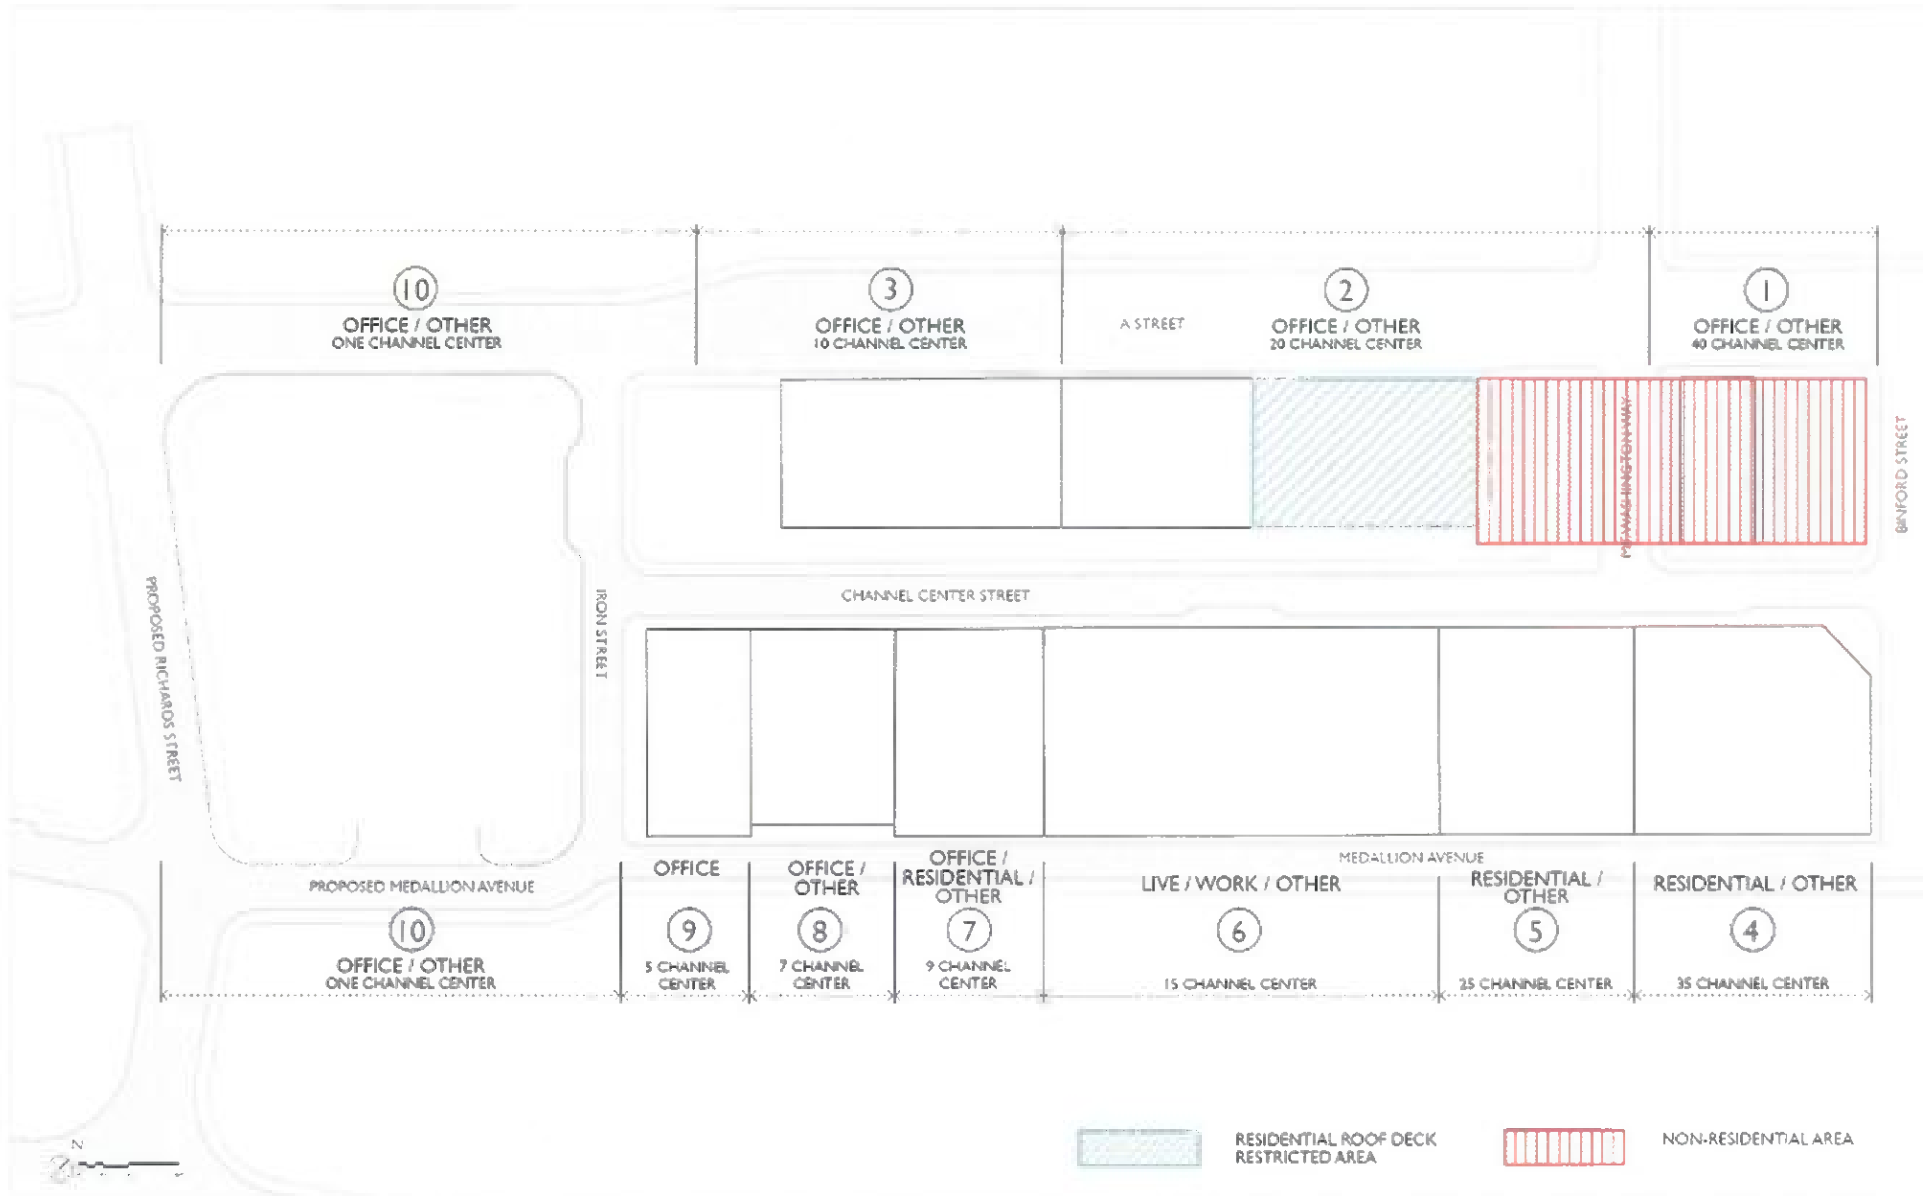 10
OFFICE / OTHER
ONE CHANNEL CENTER
3
OFFICE / OTHER
10 CHANNEL CENTER
A STREET
2
OFFICE / OTHER
20 CHANNEL CENTER
1
OFFICE / OTHER
40 CHANNEL CENTER
BINFORD STREET
PROPOSED RICHARDS STREET
IRON STREET
CHANNEL CENTER STREET
PROPOSED MEDALLION AVENUE
10
OFFICE / OTHER
ONE CHANNEL CENTER
OFFICE
9
5 CHANNEL
CENTER
OFFICE /
OTHER
8
7 CHANNEL
CENTER
OFFICE /
RESIDENTIAL /
OTHER
7
9 CHANNEL
CENTER
LIVE / WORK / OTHER
6
15 CHANNEL CENTER
MEDALLION AVENUE
RESIDENTIAL /
OTHER
5
25 CHANNEL CENTER
RESIDENTIAL / OTHER
4
35 CHANNEL CENTER
N
RESIDENTIAL ROOF DECK
RESTRICTED AREA
NON-RESIDENTIAL AREA